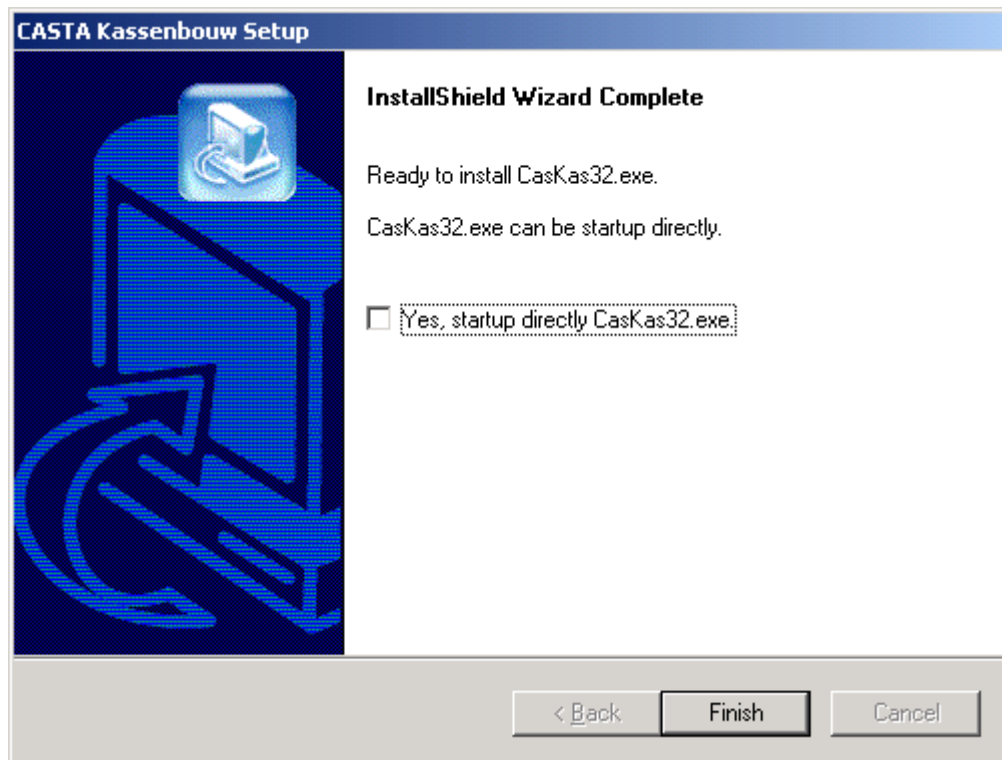 CASTA Kassenbouw Setup
InstallShield Wizard Complete
Ready to install CasKas32.exe.
CasKas32.exe can be startup directly.
Yes, startup directly CasKas32.exe.
< Back
Finish
Cancel